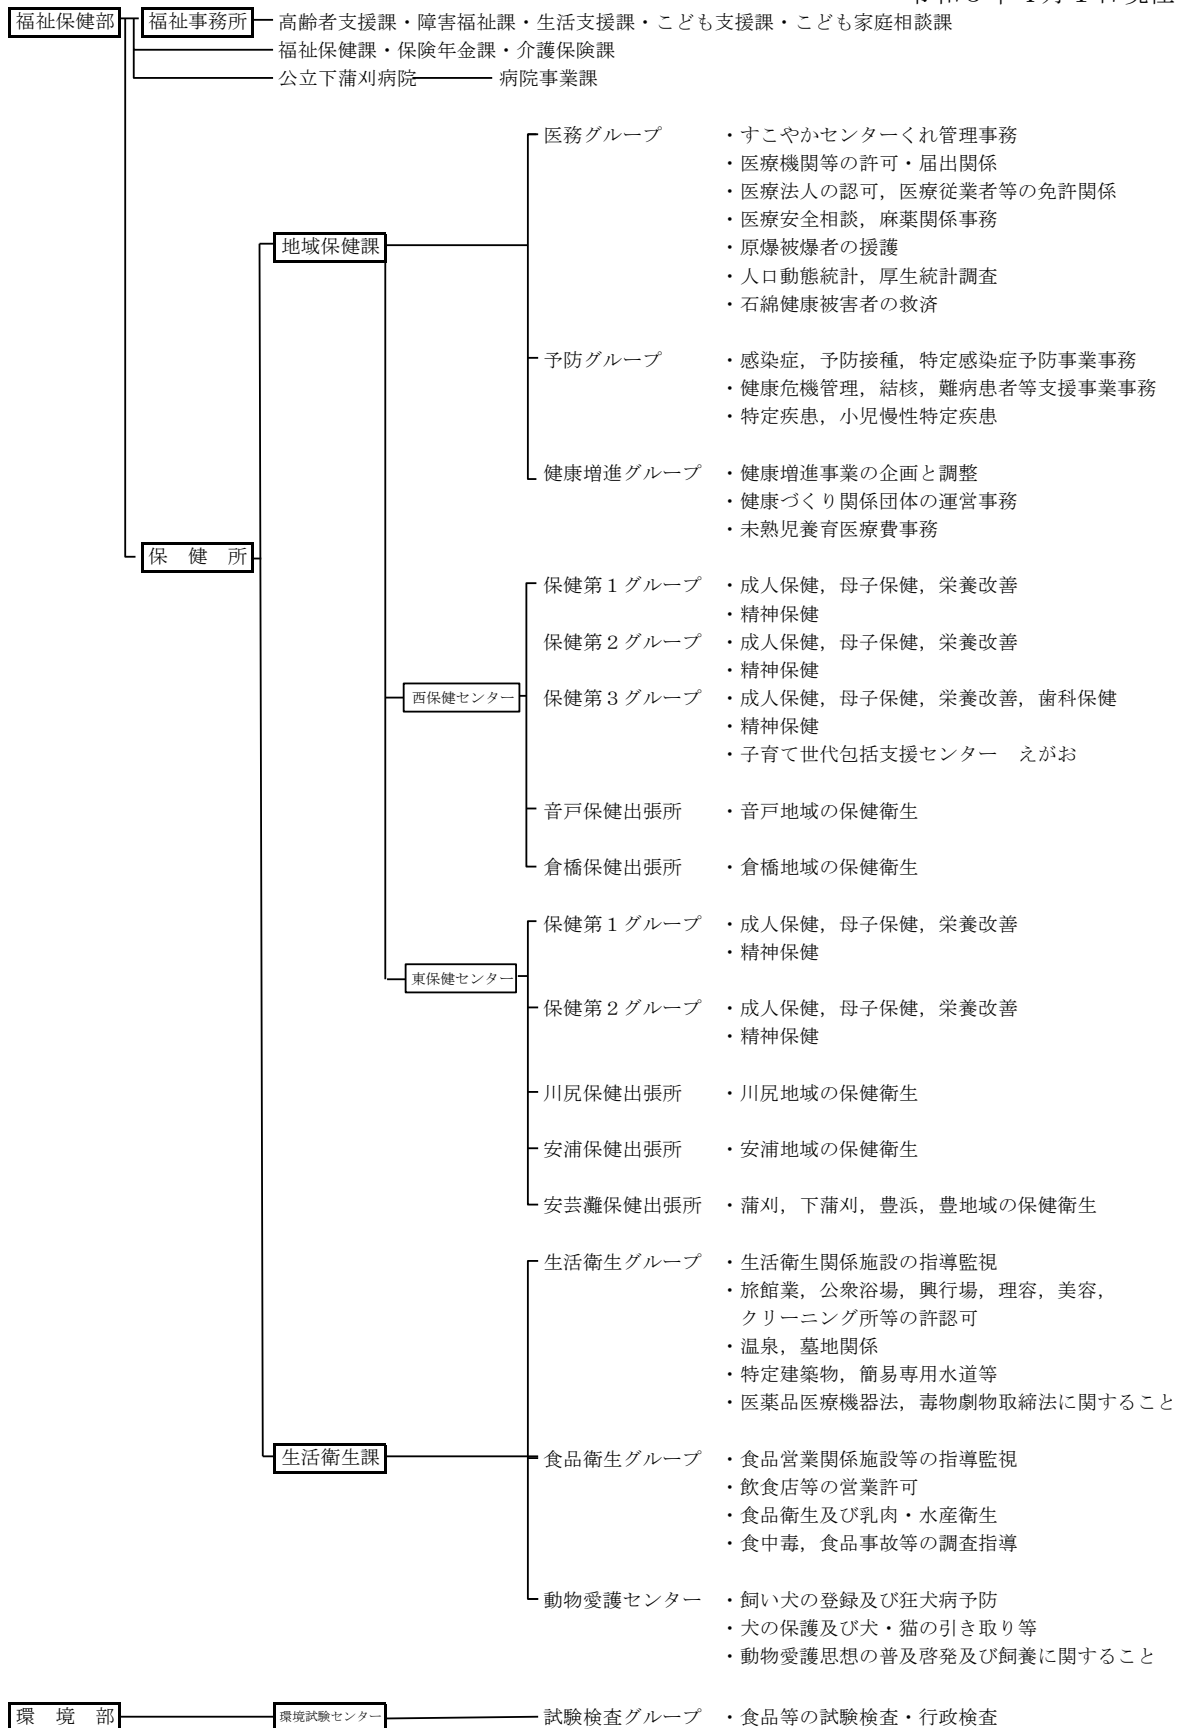 福祉保健部 福祉事務所 高齢者支援課・障害福祉課・生活支援課・こども支援課・こども家庭相談課
福祉保健課・保険年金課・介護保険課
公立下蒲刈病院 病院事業課
医務グループ ・すこやかセンターくれ管理事務
・医療機関等の許可・届出関係
・医療法人の認可，医療従業者等の免許関係
・医療安全相談，麻薬関係事務
地域保健課 ・原爆被爆者の援護
・人口動態統計，厚生統計調査
・石綿健康被害者の救済
予防グループ ・感染症，予防接種，特定感染症予防事業事務
・健康危機管理，結核，難病患者等支援事業事務
・特定疾患，小児慢性特定疾患
健康増進グループ ・健康増進事業の企画と調整
・健康づくり関係団体の運営事務
・未熟児養育医療費事務
保　健　所
保健第１グループ ・成人保健，母子保健，栄養改善
・精神保健
保健第２グループ ・成人保健，母子保健，栄養改善
・精神保健
西保健センター 保健第３グループ ・成人保健，母子保健，栄養改善，歯科保健
・精神保健
・子育て世代包括支援センター　えがお
音戸保健出張所 ・音戸地域の保健衛生
倉橋保健出張所 ・倉橋地域の保健衛生
保健第１グループ ・成人保健，母子保健，栄養改善
・精神保健
東保健センター
保健第２グループ ・成人保健，母子保健，栄養改善
・精神保健
川尻保健出張所 ・川尻地域の保健衛生
安浦保健出張所 ・安浦地域の保健衛生
安芸灘保健出張所 ・蒲刈，下蒲刈，豊浜，豊地域の保健衛生
生活衛生グループ ・生活衛生関係施設の指導監視
・旅館業，公衆浴場，興行場，理容，美容，
クリーニング所等の許認可
・温泉，墓地関係
・特定建築物，簡易専用水道等
・医薬品医療機器法，毒物劇物取締法に関すること
生活衛生課 食品衛生グループ ・食品営業関係施設等の指導監視
・飲食店等の営業許可
・食品衛生及び乳肉・水産衛生
・食中毒，食品事故等の調査指導
動物愛護センター ・飼い犬の登録及び狂犬病予防
・犬の保護及び犬・猫の引き取り等
・動物愛護思想の普及啓発及び飼養に関すること
環　境　部 環境試験センター 試験検査グループ ・食品等の試験検査・行政検査